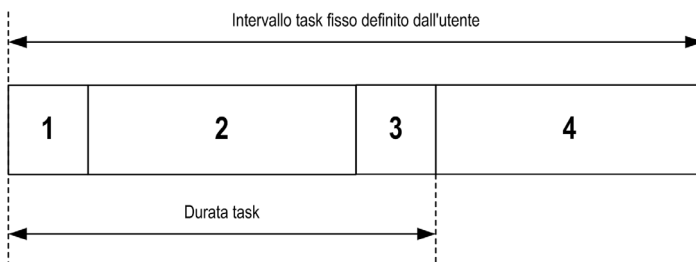 Intervallo task fisso definito dall'utente
1 2 3 4
Durata task